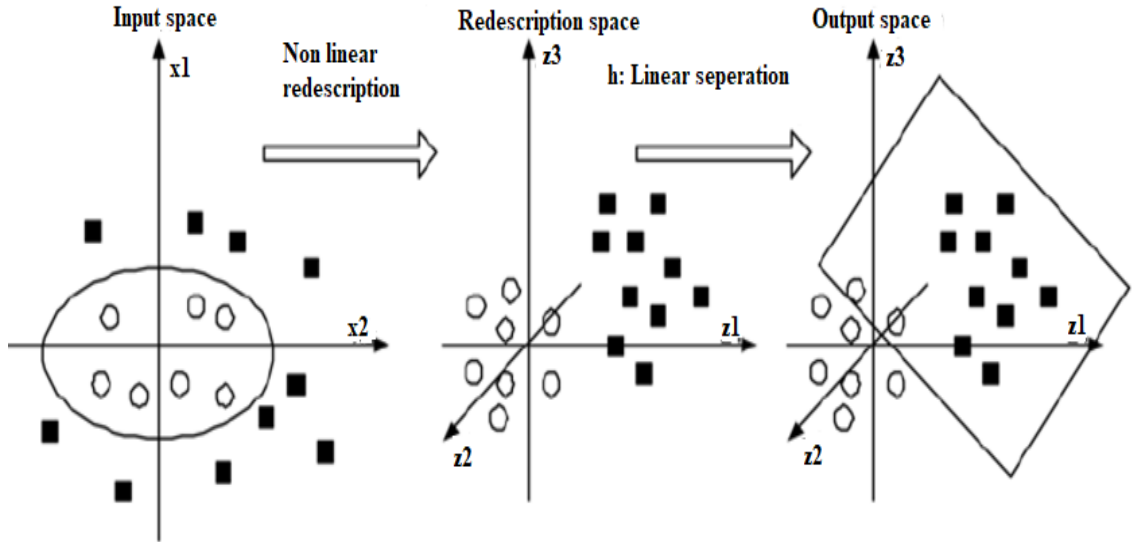 Input space
x1
x2
Non linear
redescription
Redescription space
z3
z1
z2
h: Linear seperation
Output space
z3
z1
z2